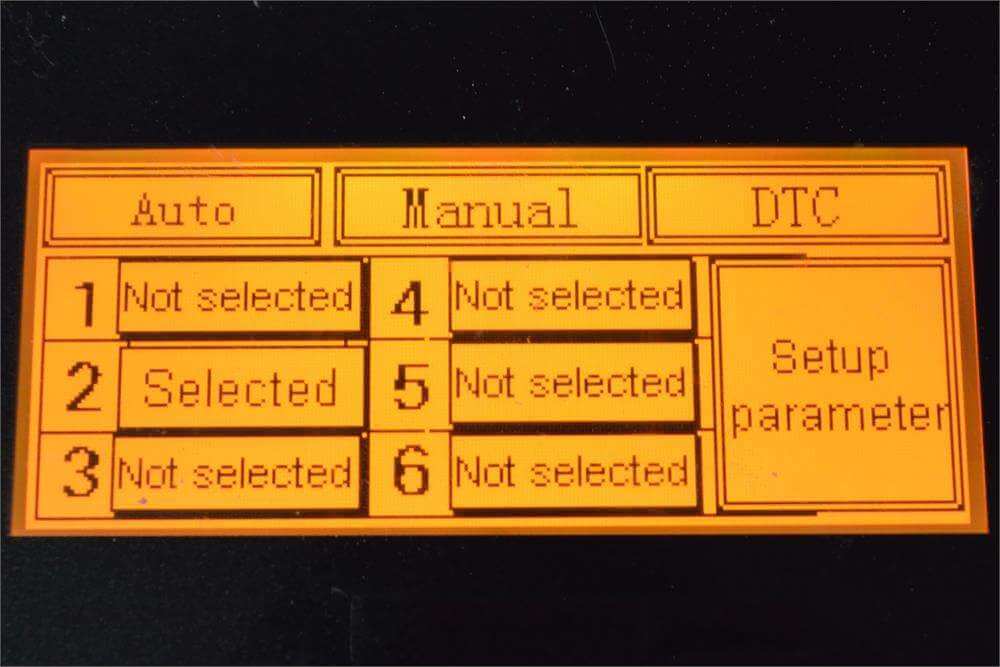 Auto Manual DTC
1 Not selected 4 Not selected
2 Selected 5 Not selected
3 Not selected 6 Not selected
Setup
parameter